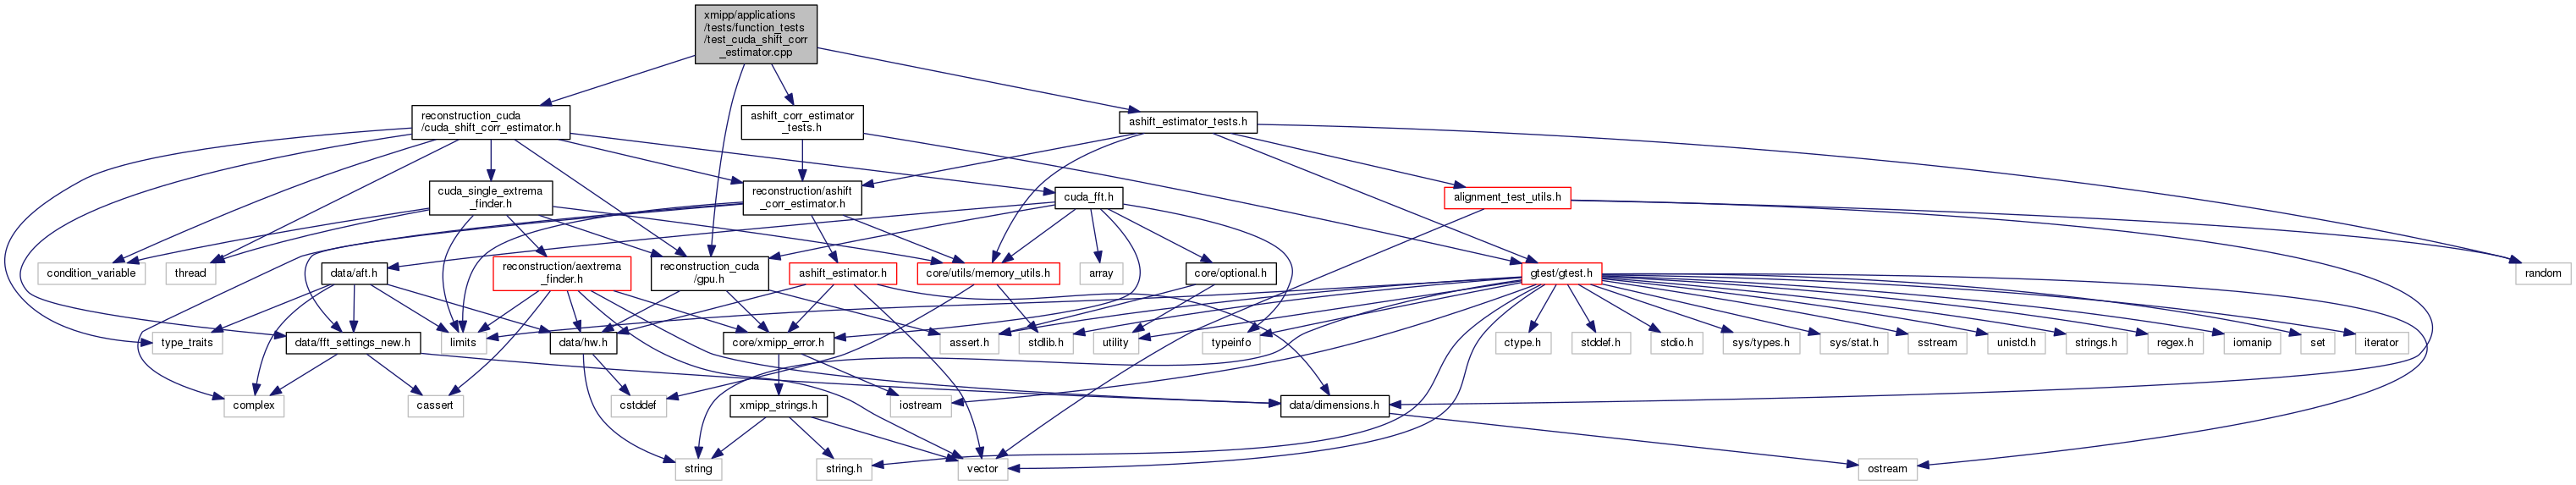 xmipp/applications
/tests/function_tests
/test_cuda_shift_corr
_estimator.cpp
reconstruction_cuda
/cuda_shift_corr_estimator.h
ashift_corr_estimator
_tests.h
ashift_estimator_tests.h
cuda_single_extrema
_finder.h
reconstruction/ashift
_corr_estimator.h
cuda_fft.h
alignment_test_utils.h
condition_variable
thread
data/aft.h
reconstruction/aextrema
_finder.h
reconstruction_cuda
/gpu.h
ashift_estimator.h
core/utils/memory_utils.h
array
core/optional.h
gtest/gtest.h
random
type_traits
data/fft_settings_new.h
limits
data/hw.h
core/xmipp_error.h
assert.h
stdlib.h
utility
typeinfo
ctype.h
stddef.h
stdio.h
sys/types.h
sys/stat.h
sstream
unistd.h
strings.h
regex.h
iomanip
set
iterator
complex
cassert
cstddef
xmipp_strings.h
iostream
data/dimensions.h
string
string.h
vector
ostream